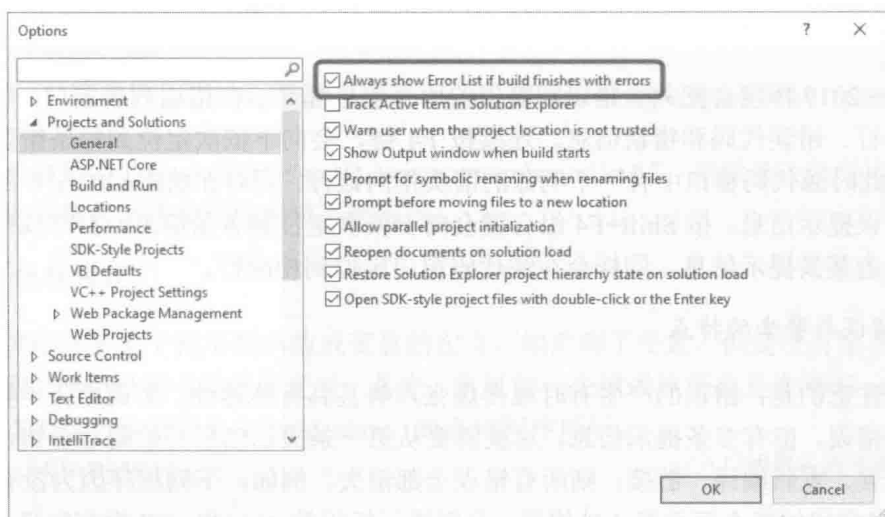 Options
?
×
Environment
Projects and Solutions
General
ASP.NET Core
Build and Run
Locations
Performance
SDK-Style Projects
VB Defaults
VC++ Project Settings
Web Package Management
Web Projects
Source Control
Work Items
Text Editor
Debugging
IntelliTrace
Always show Error List if build finishes with errors
Track Active Item in Solution Explorer
Warn user when the project location is not trusted
Show Output window when build starts
Prompt for symbolic renaming when renaming files
Prompt before moving files to a new location
Allow parallel project initialization
Reopen documents on solution load
Restore Solution Explorer project hierarchy state on solution load
Open SDK-style project files with double-click or the Enter key
OK
Cancel